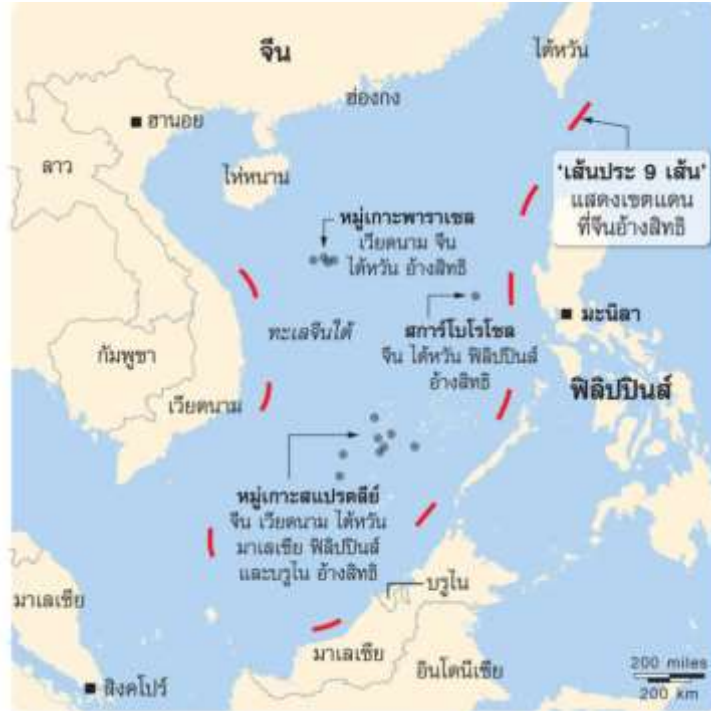 จีน
ไต้หวัน
ฮ่องกง
ฮานอย
ลาว
ไห่หนาน
'เส้นประ 9 เส้น'
แสดงเขตแดน
ที่จีนอ้างสิทธิ
หมู่เกาะพาราเซล
เวียดนาม จีน
ไต้หวัน อ้างสิทธิ
ทะเลจีนใต้
สการ์โบโรโชล
จีน ไต้หวัน ฟิลิปปินส์
อ้างสิทธิ
มะนิลา
กัมพูชา
ฟิลิปปินส์
เวียดนาม
หมู่เกาะสแปรตลีย์
จีน เวียดนาม ไต้หวัน
มาเลเซีย ฟิลิปปินส์
และบรูไน อ้างสิทธิ
บรูไน
มาเลเซีย
มาเลเซีย
อินโดนีเซีย
สิงคโปร์
200 miles
200 km